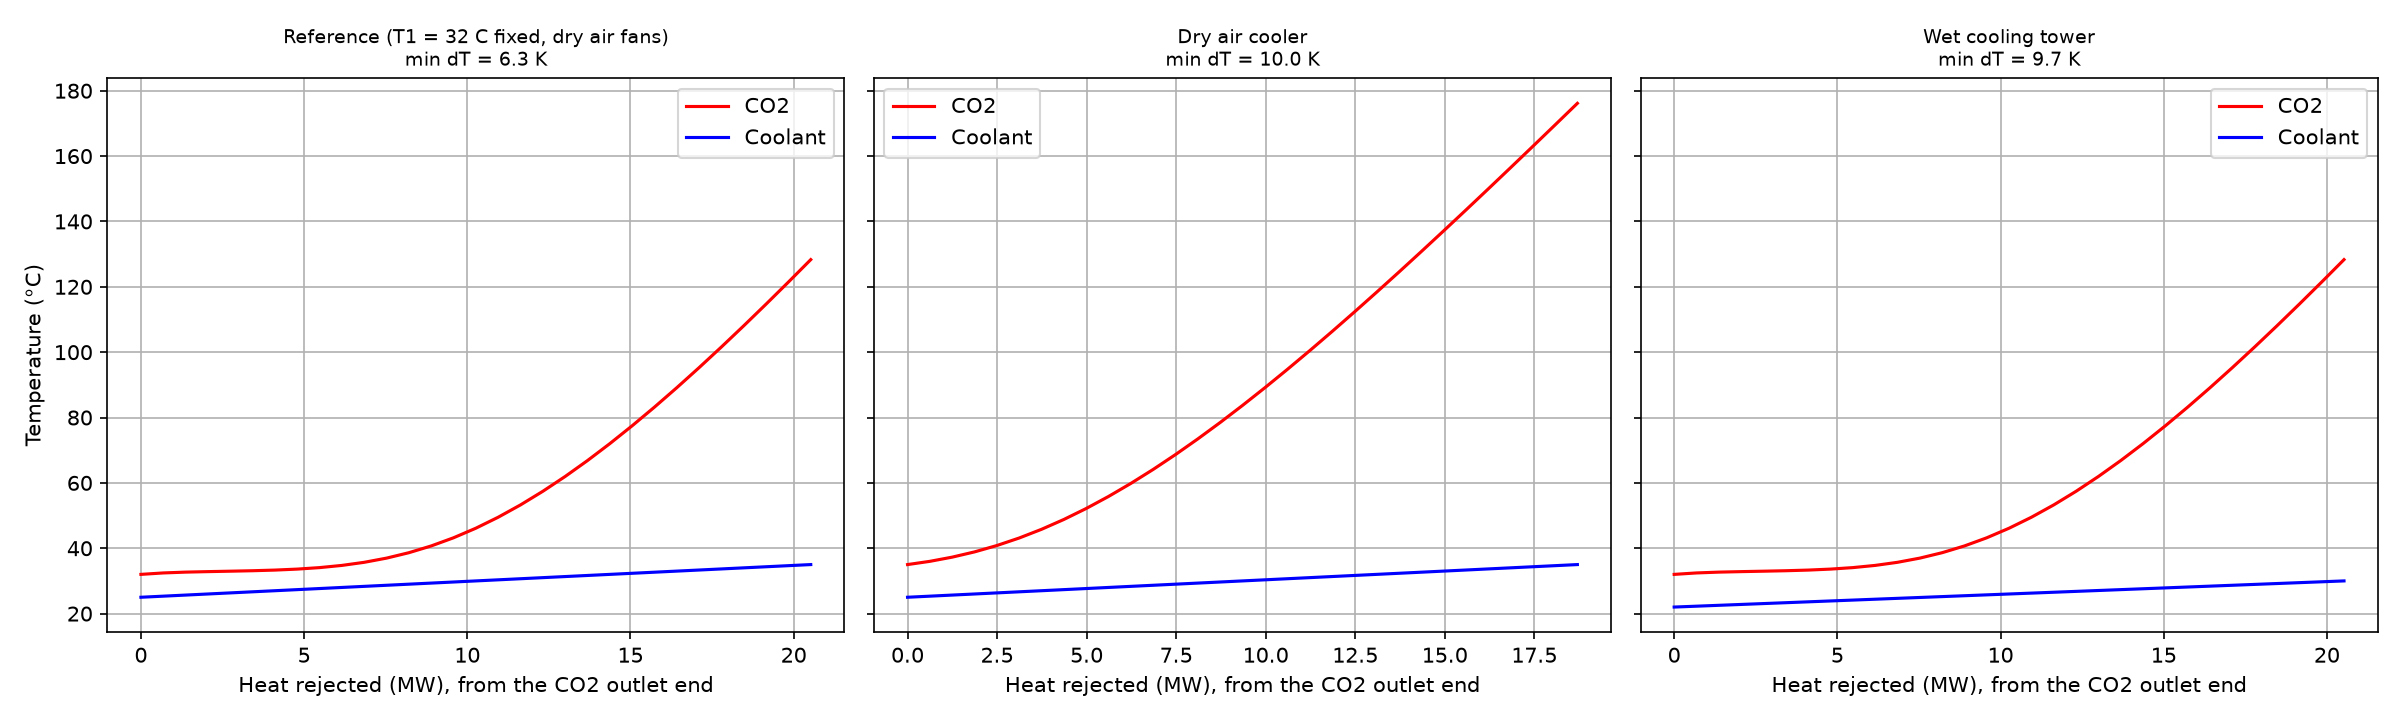 Reference (T1 = 32 C fixed, dry air fans)
min dT = 6.3 K
Dry air cooler
min dT = 10.0 K
Wet cooling tower
min dT = 9.7 K
CO2
Coolant
CO2
Coolant
CO2
Coolant
Temperature (°C)
180
160
140
120
100
80
60
40
20
0 5 10 15 20
0.0 2.5 5.0 7.5 10.0 12.5 15.0 17.5
0 5 10 15 20
Heat rejected (MW), from the CO2 outlet end
Heat rejected (MW), from the CO2 outlet end
Heat rejected (MW), from the CO2 outlet end